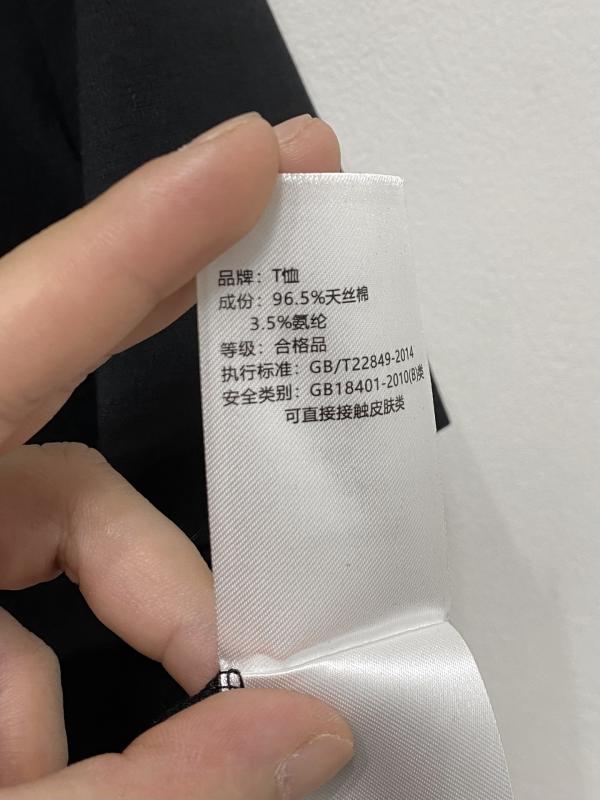 品牌：T恤
成份：96.5%天丝棉
3.5%氨纶
等级：合格品
执行标准：GB/T22849-2014
安全类别：GB18401-2010(B)类
可直接接触皮肤类